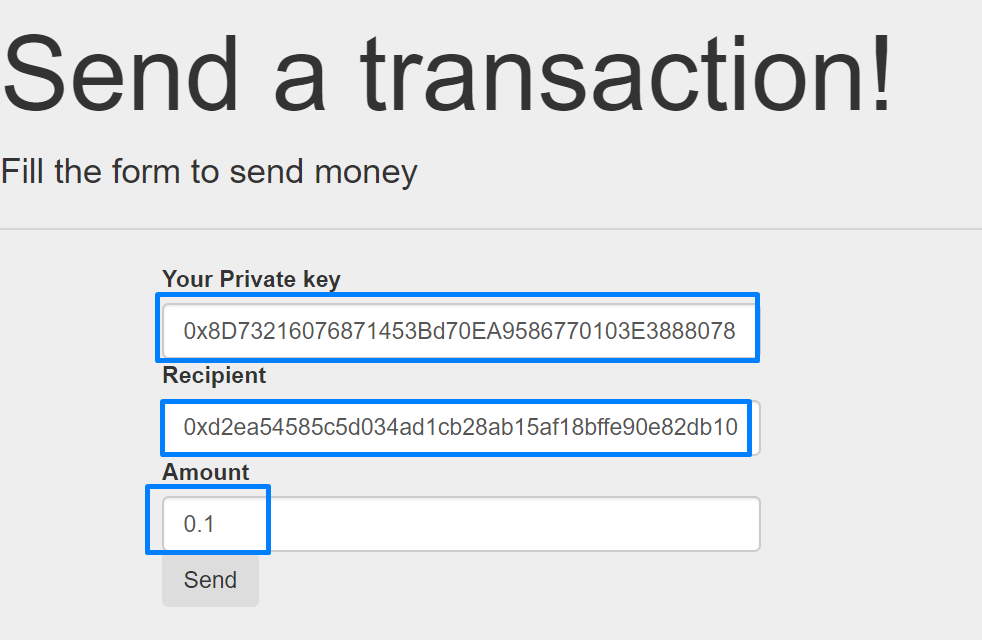 Send a transaction!
Fill the form to send money
Your Private key
0x8D73216076871453Bd70EA9586770103E3888078
Recipient
0xd2ea54585c5d034ad1cb28ab15af18bffe90e82db10
Amount
0.1
Send